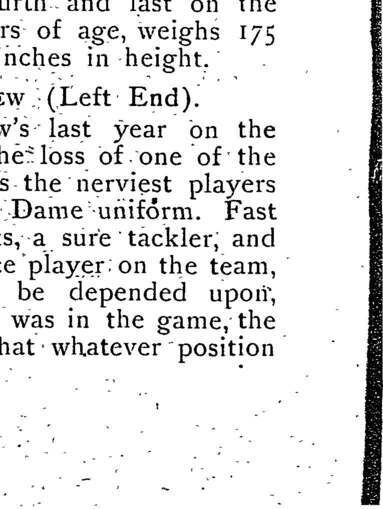 urth and last on the
rs of age, weighs 175
nches in height.
ew (Left End).
w's last year on the
he loss of one of the
s the nerviest players
Dame uniform. Fast
ts, a sure tackler, and
ce player on the team,
be depended upon,
was in the game, the
hat whatever position